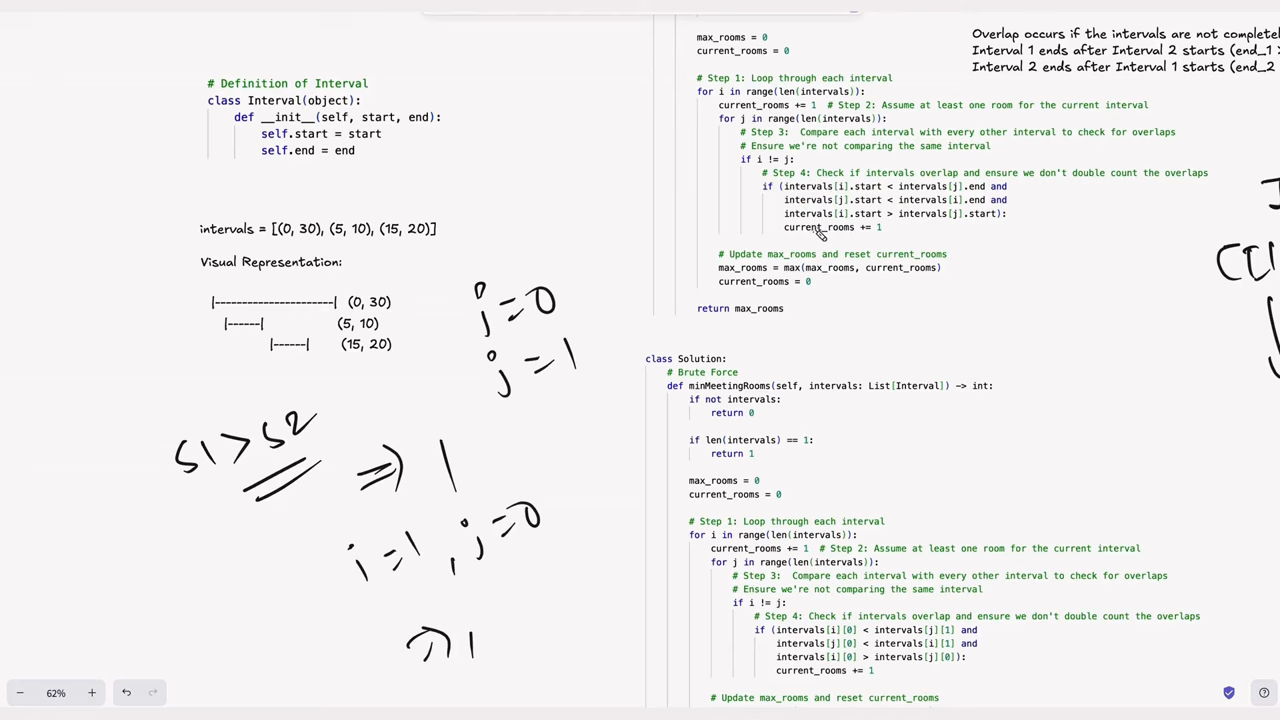 # Definition of Interval
class Interval(object):
def __init__(self, start, end):
self.start = start
self.end = end
intervals = [(0, 30), (5, 10), (15, 20)]
Visual Representation:
|----------------------| (0, 30)
|------| (5, 10)
|------| (15, 20)
i=0
j=1
S1>S2
=> 1
i=1, j=0
=> 1
max_rooms = 0
current_rooms = 0
# Step 1: Loop through each interval
for i in range(len(intervals)):
current_rooms += 1 # Step 2: Assume at least one room for the current interval
for j in range(len(intervals)):
# Step 3: Compare each interval with every other interval to check for overlaps
# Ensure we're not comparing the same interval
if i != j:
# Step 4: Check if intervals overlap and ensure we don't double count the overlaps
if (intervals[i].start < intervals[j].end and
intervals[j].start < intervals[i].end and
intervals[i].start > intervals[j].start):
current_rooms += 1
# Update max_rooms and reset current_rooms
max_rooms = max(max_rooms, current_rooms)
current_rooms = 0
return max_rooms
class Solution:
# Brute Force
def minMeetingRooms(self, intervals: List[Interval]) -> int:
if not intervals:
return 0
if len(intervals) == 1:
return 1
max_rooms = 0
current_rooms = 0
# Step 1: Loop through each interval
for i in range(len(intervals)):
current_rooms += 1 # Step 2: Assume at least one room for the current interval
for j in range(len(intervals)):
# Step 3: Compare each interval with every other interval to check for overlaps
# Ensure we're not comparing the same interval
if i != j:
# Step 4: Check if intervals overlap and ensure we don't double count the overlaps
if (intervals[i][0] < intervals[j][1] and
intervals[j][0] < intervals[i][1] and
intervals[i][0] > intervals[j][0]):
current_rooms += 1
# Update max_rooms and reset current_rooms
Overlap occurs if the intervals are not complete
Interval 1 ends after Interval 2 starts (end_1 >
Interval 2 ends after Interval 1 starts (end_2
62%